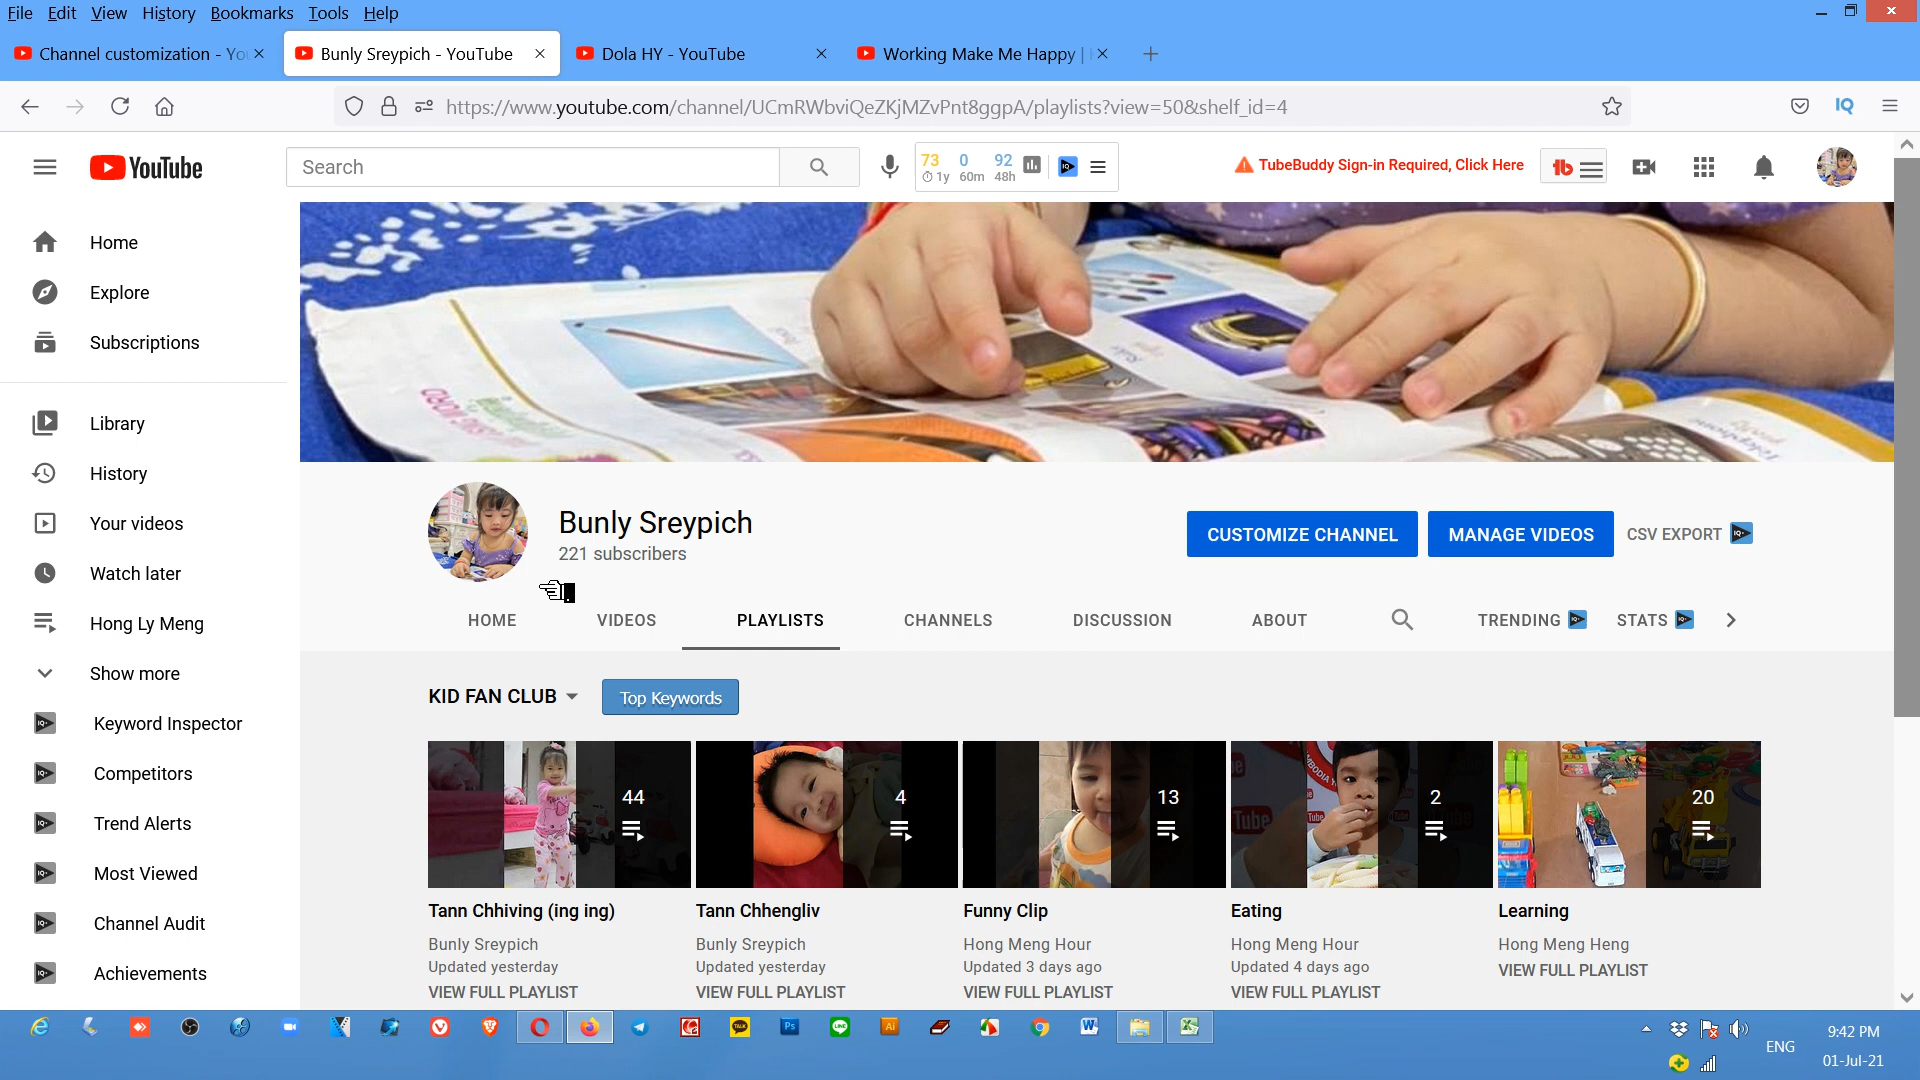 File Edit View History Bookmarks Tools Help
Channel customization - Yo
Bunly Sreypich - YouTube
Dola HY - YouTube
Working Make Me Happy |
https://www.youtube.com/channel/UCmRWbviQeZKjMZvPnt8ggpA/playlists?view=50&shelf_id=4
IQ
YouTube
Search
73 0 92
1y 60m 48h
TubeBuddy Sign-in Required, Click Here
tb
Home
Explore
Subscriptions
Library
History
Your videos
Watch later
Hong Ly Meng
Show more
Keyword Inspector
Competitors
Trend Alerts
Most Viewed
Channel Audit
Achievements
Bunly Sreypich
221 subscribers
CUSTOMIZE CHANNEL
MANAGE VIDEOS
CSV EXPORT
HOME VIDEOS PLAYLISTS CHANNELS DISCUSSION ABOUT TRENDING STATS
KID FAN CLUB
Top Keywords
44
4
13
2
20
Tann Chhiving (ing ing)
Bunly Sreypich
Updated yesterday
VIEW FULL PLAYLIST
Tann Chhengliv
Bunly Sreypich
Updated yesterday
VIEW FULL PLAYLIST
Funny Clip
Hong Meng Hour
Updated 3 days ago
VIEW FULL PLAYLIST
Eating
Hong Meng Hour
Updated 4 days ago
VIEW FULL PLAYLIST
Learning
Hong Meng Heng
VIEW FULL PLAYLIST
ENG
9:42 PM
01-Jul-21